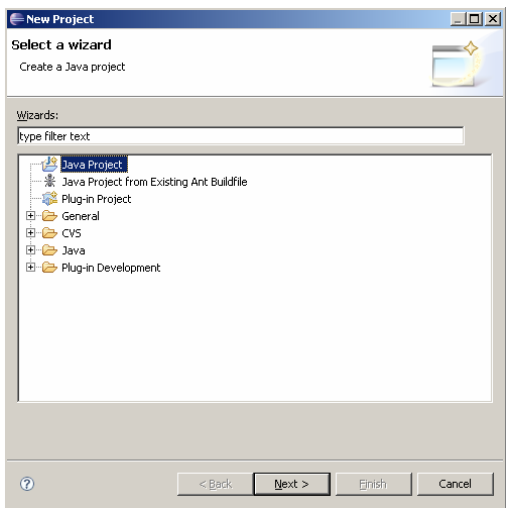 New Project
Select a wizard
Create a Java project
Wizards:
type filter text
Java Project
Java Project from Existing Ant Buildfile
Plug-in Project
General
CVS
Java
Plug-in Development
? < Back Next > Finish Cancel